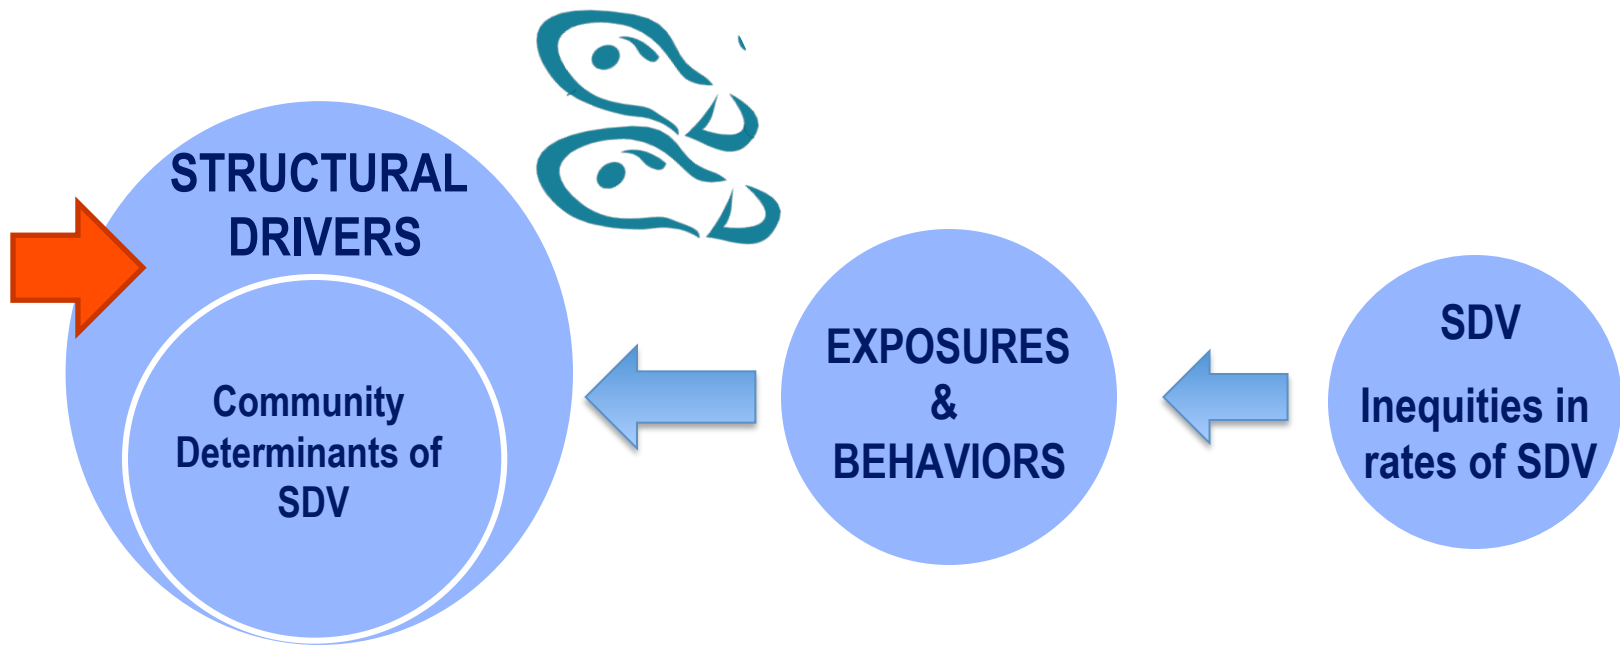 STRUCTURAL
DRIVERS
Community
Determinants of
SDV
EXPOSURES
&
BEHAVIORS
SDV
Inequities in
rates of SDV